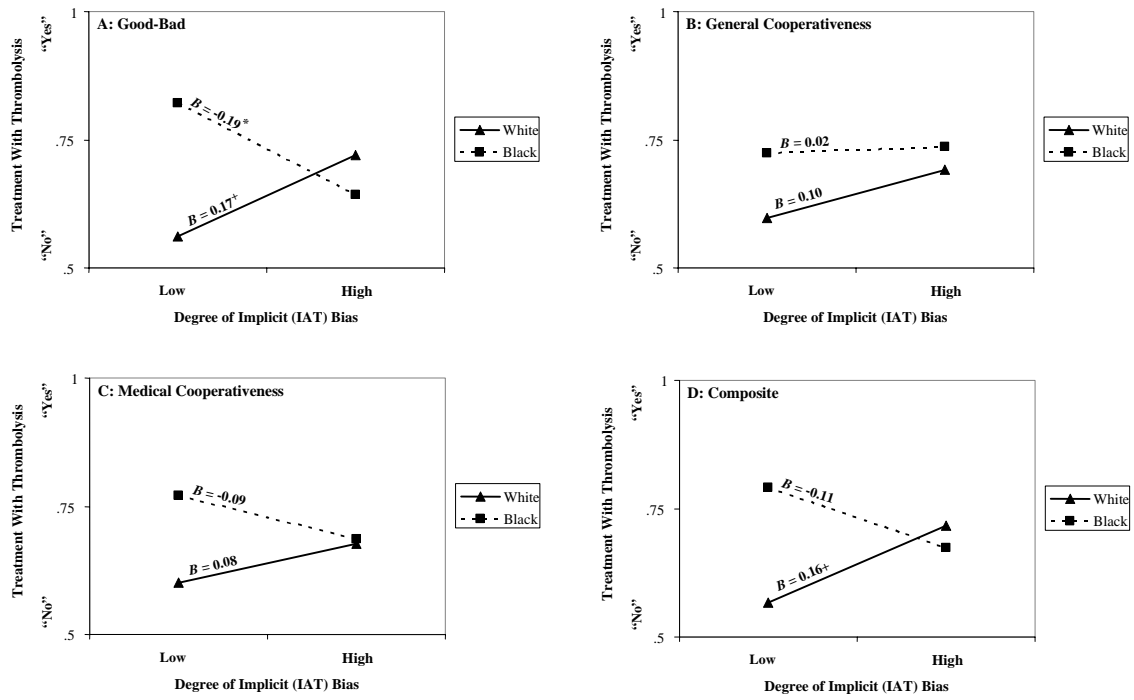 A: Good-Bad
Treatment With Thrombolysis
“No” “Yes”
1
.75
.5
B = -0.19*
B = 0.17+
White
Black
Low High
Degree of Implicit (IAT) Bias
B: General Cooperativeness
Treatment With Thrombolysis
“No” “Yes”
1
.75
.5
B = 0.02
B = 0.10
White
Black
Low High
Degree of Implicit (IAT) Bias
C: Medical Cooperativeness
Treatment With Thrombolysis
“No” “Yes”
1
.75
.5
B = -0.09
B = 0.08
White
Black
Low High
Degree of Implicit (IAT) Bias
D: Composite
Treatment With Thrombolysis
“No” “Yes”
1
.75
.5
B = -0.11
B = 0.16+
White
Black
Low High
Degree of Implicit (IAT) Bias